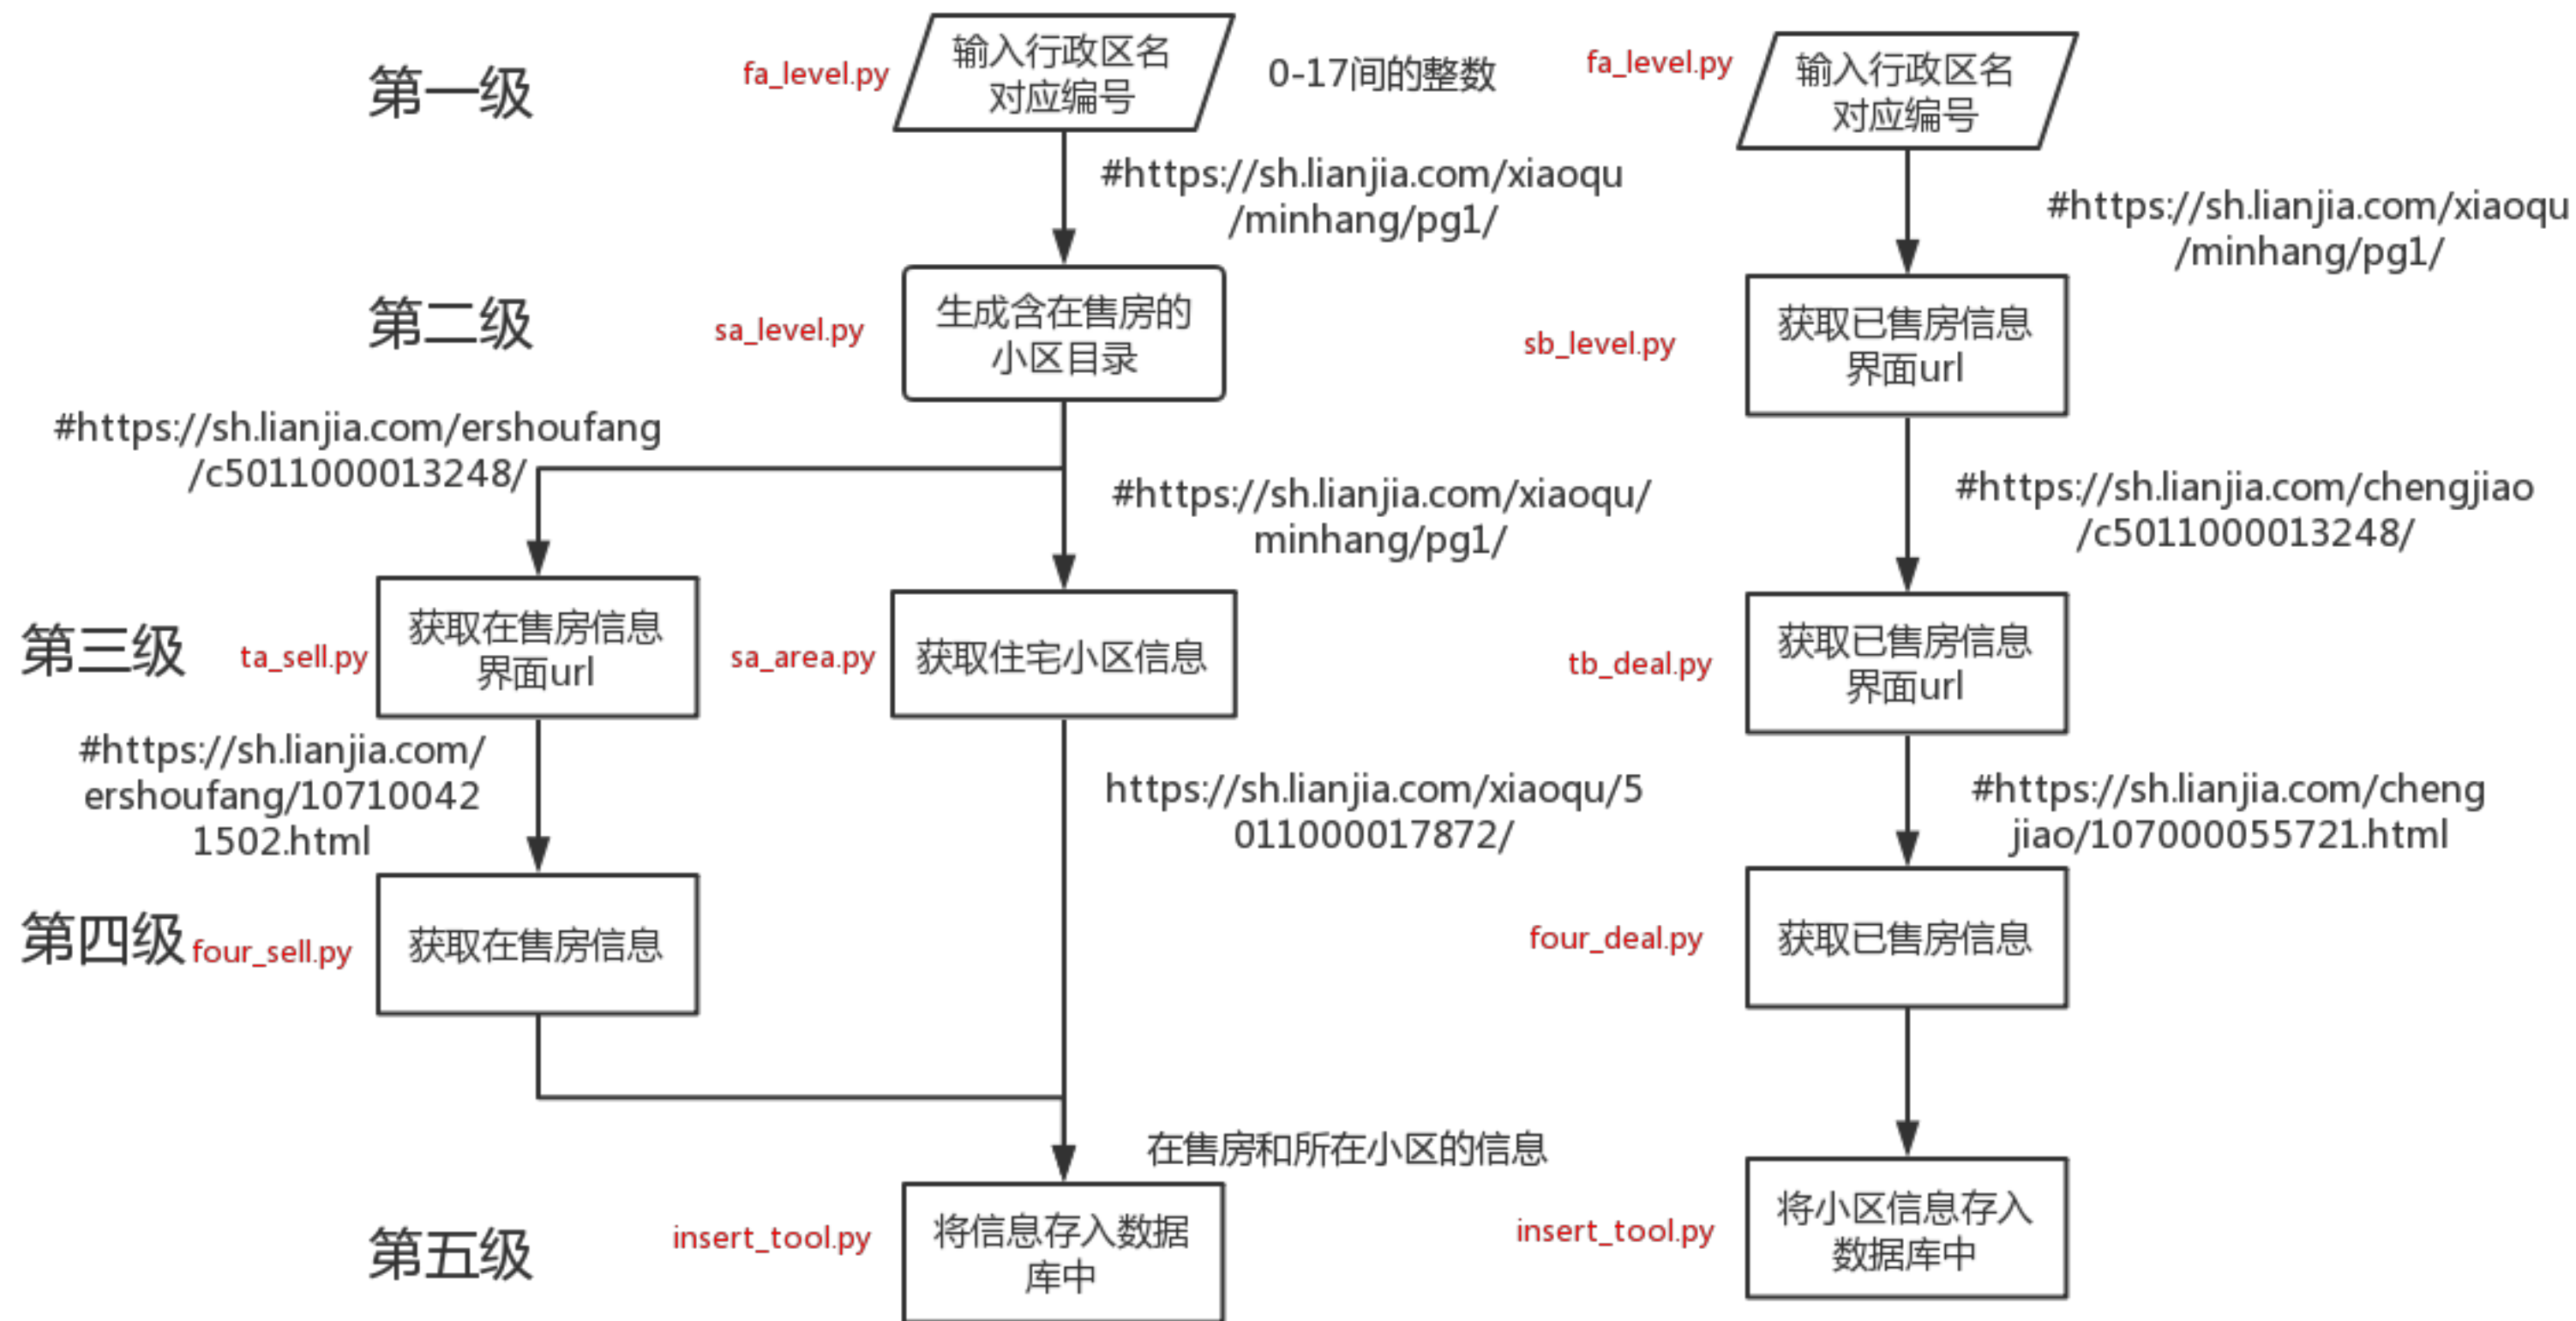 第一级
fa_level.py
输入行政区名
对应编号
0-17间的整数
fa_level.py
输入行政区名
对应编号
#https://sh.lianjia.com/xiaoqu
/minhang/pg1/
#https://sh.lianjia.com/xiaoqu
/minhang/pg1/
第二级
sa_level.py
生成含在售房的
小区目录
sb_level.py
获取已售房信息
界面url
#https://sh.lianjia.com/ershoufang
/c5011000013248/
#https://sh.lianjia.com/xiaoqu/
minhang/pg1/
#https://sh.lianjia.com/chengjiao
/c5011000013248/
第三级
ta_sell.py
获取在售房信息
界面url
sa_area.py
获取住宅小区信息
tb_deal.py
获取已售房信息
界面url
#https://sh.lianjia.com/
ershoufang/10710042
1502.html
https://sh.lianjia.com/xiaoqu/5
011000017872/
#https://sh.lianjia.com/cheng
jiao/107000055721.html
第四级
four_sell.py
获取在售房信息
four_deal.py
获取已售房信息
在售房和所在小区的信息
第五级
insert_tool.py
将信息存入数据
库中
insert_tool.py
将小区信息存入
数据库中